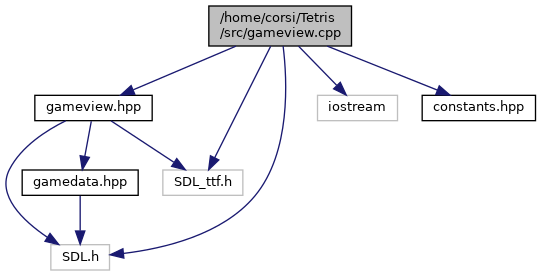 /home/corsi/Tetris
/src/gameview.cpp
gameview.hpp
iostream
constants.hpp
gamedata.hpp
SDL_ttf.h
SDL.h